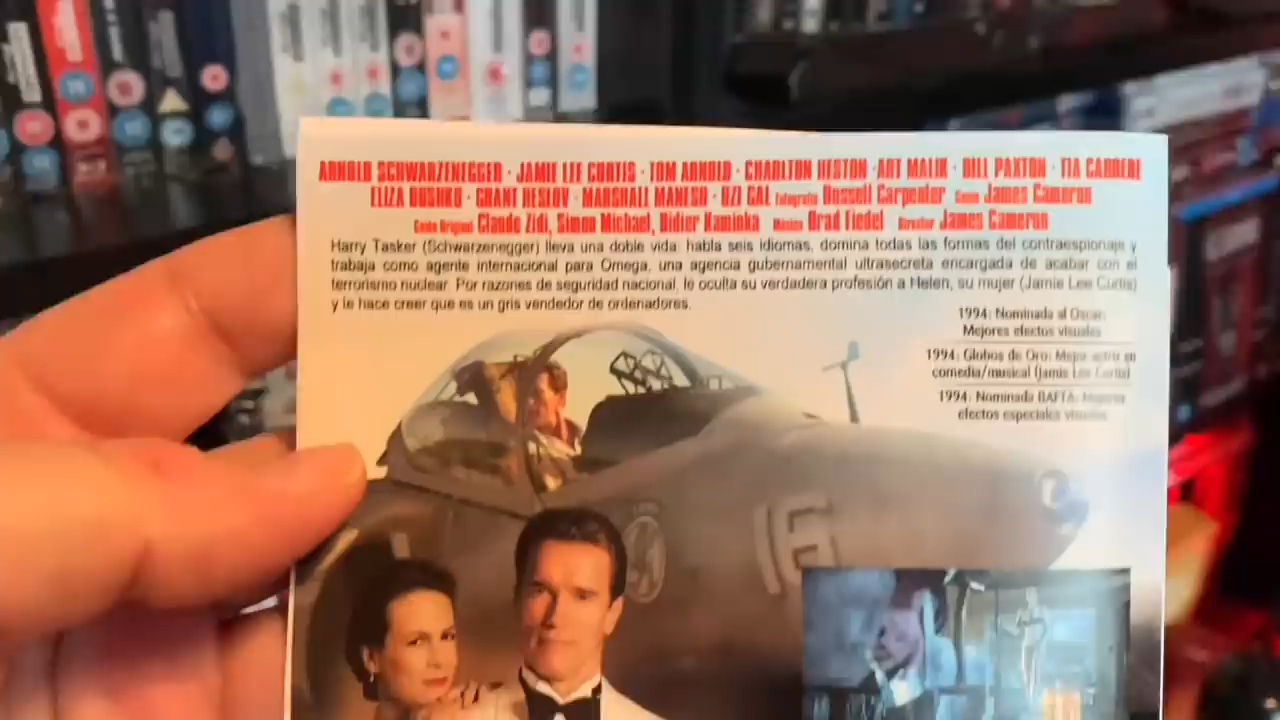 ARNOLD SCHWARZENEGGER · JAMIE LEE CURTIS · TOM ARNOLD · CHARLTON HESTON · ART MALIK · BILL PAXTON · TIA CARRERE
ELIZA DUSHKU · GRANT HESLOV · MARSHALL MANESH · UZI GAL Fotografía Russell Carpenter Guión James Cameron
Guión Original Claude Zidi, Simon Michael, Didier Kaminka Música Brad Fiedel Director James Cameron
Harry Tasker (Schwarzenegger) lleva una doble vida: habla seis idiomas, domina todas las formas del contraespionaje y
trabaja como agente internacional para Omega, una agencia gubernamental ultrasecreta encargada de acabar con el
terrorismo nuclear. Por razones de seguridad nacional, le oculta su verdadera profesión a Helen, su mujer (Jamie Lee Curtis)
y le hace creer que es un gris vendedor de ordenadores.
1994: Nominada al Oscar:
Mejores efectos visuales
1994: Globos de Oro: Mejor actriz en
comedia/musical (Jamie Lee Curtis)
1994: Nominada BAFTA: Mejores
efectos especiales visuales
16